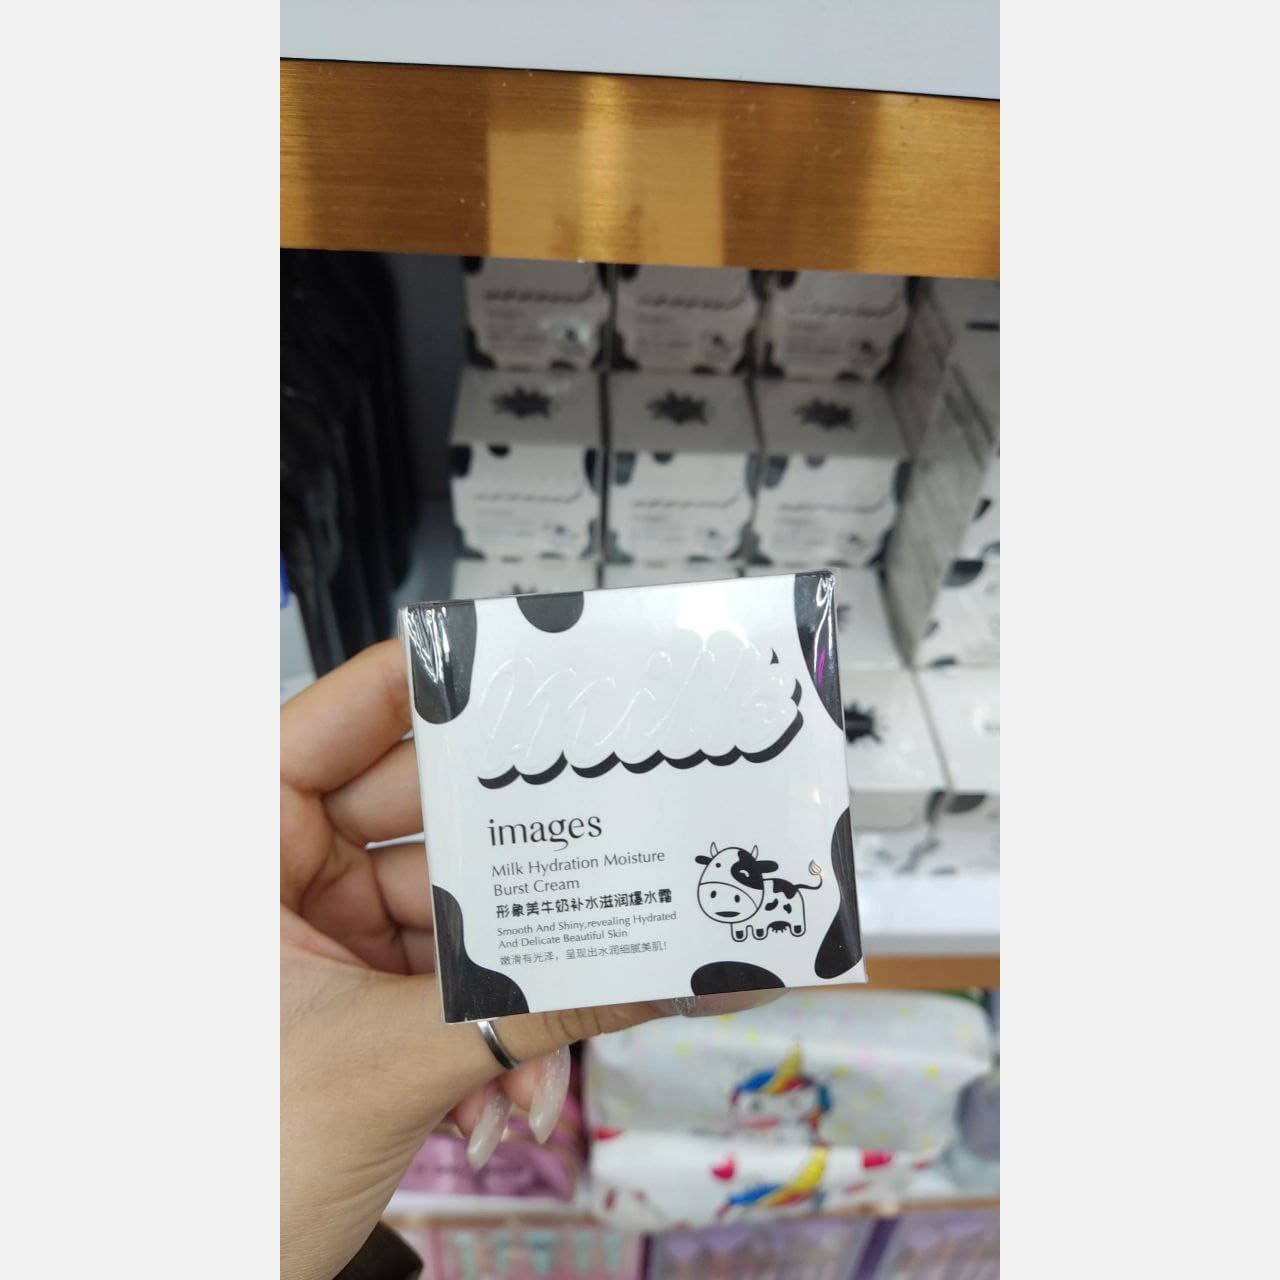 milk
images
Milk Hydration Moisture
Burst Cream
形象美牛奶补水滋润爆水霜
Smooth And Shiny,revealing Hydrated
And Delicate Beautiful Skin
嫩滑有光泽，呈现出水润细腻美肌！